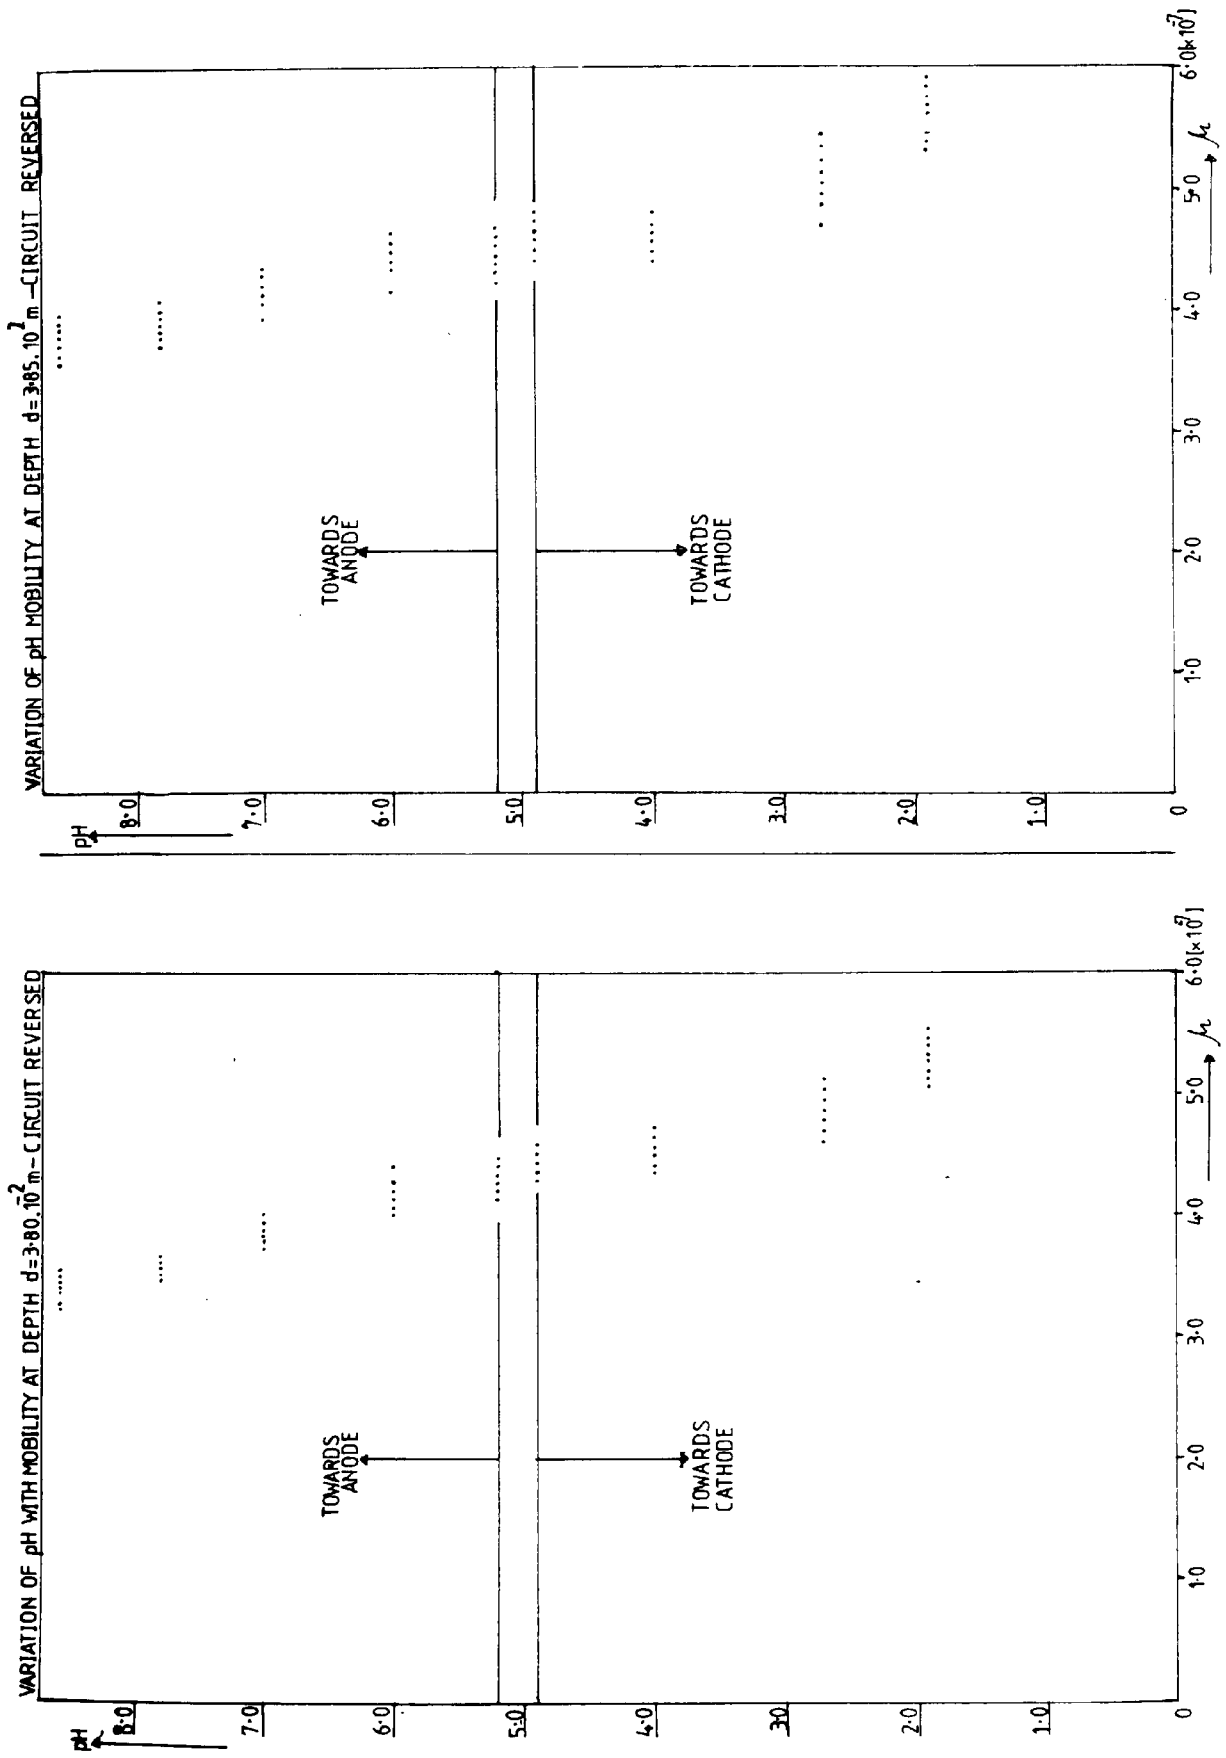 VARIATION OF pH WITH MOBILITY AT DEPTH d=3·80.10⁻² m - CIRCUIT REVERSED
pH
8·0
7·0
6·0
5·0
4·0
3·0
2·0
1·0
0
TOWARDS
ANODE
TOWARDS
CATHODE
1·0
2·0
3·0
4·0
5·0
6·0 [×10⁻⁷]
μ
VARIATION OF pH MOBILITY AT DEPTH d=3·85.10⁻² m - CIRCUIT REVERSED
pH
8·0
7·0
6·0
5·0
4·0
3·0
2·0
1·0
0
TOWARDS
ANODE
TOWARDS
CATHODE
1·0
2·0
3·0
4·0
5·0
6·0 [×10⁻⁷]
μ